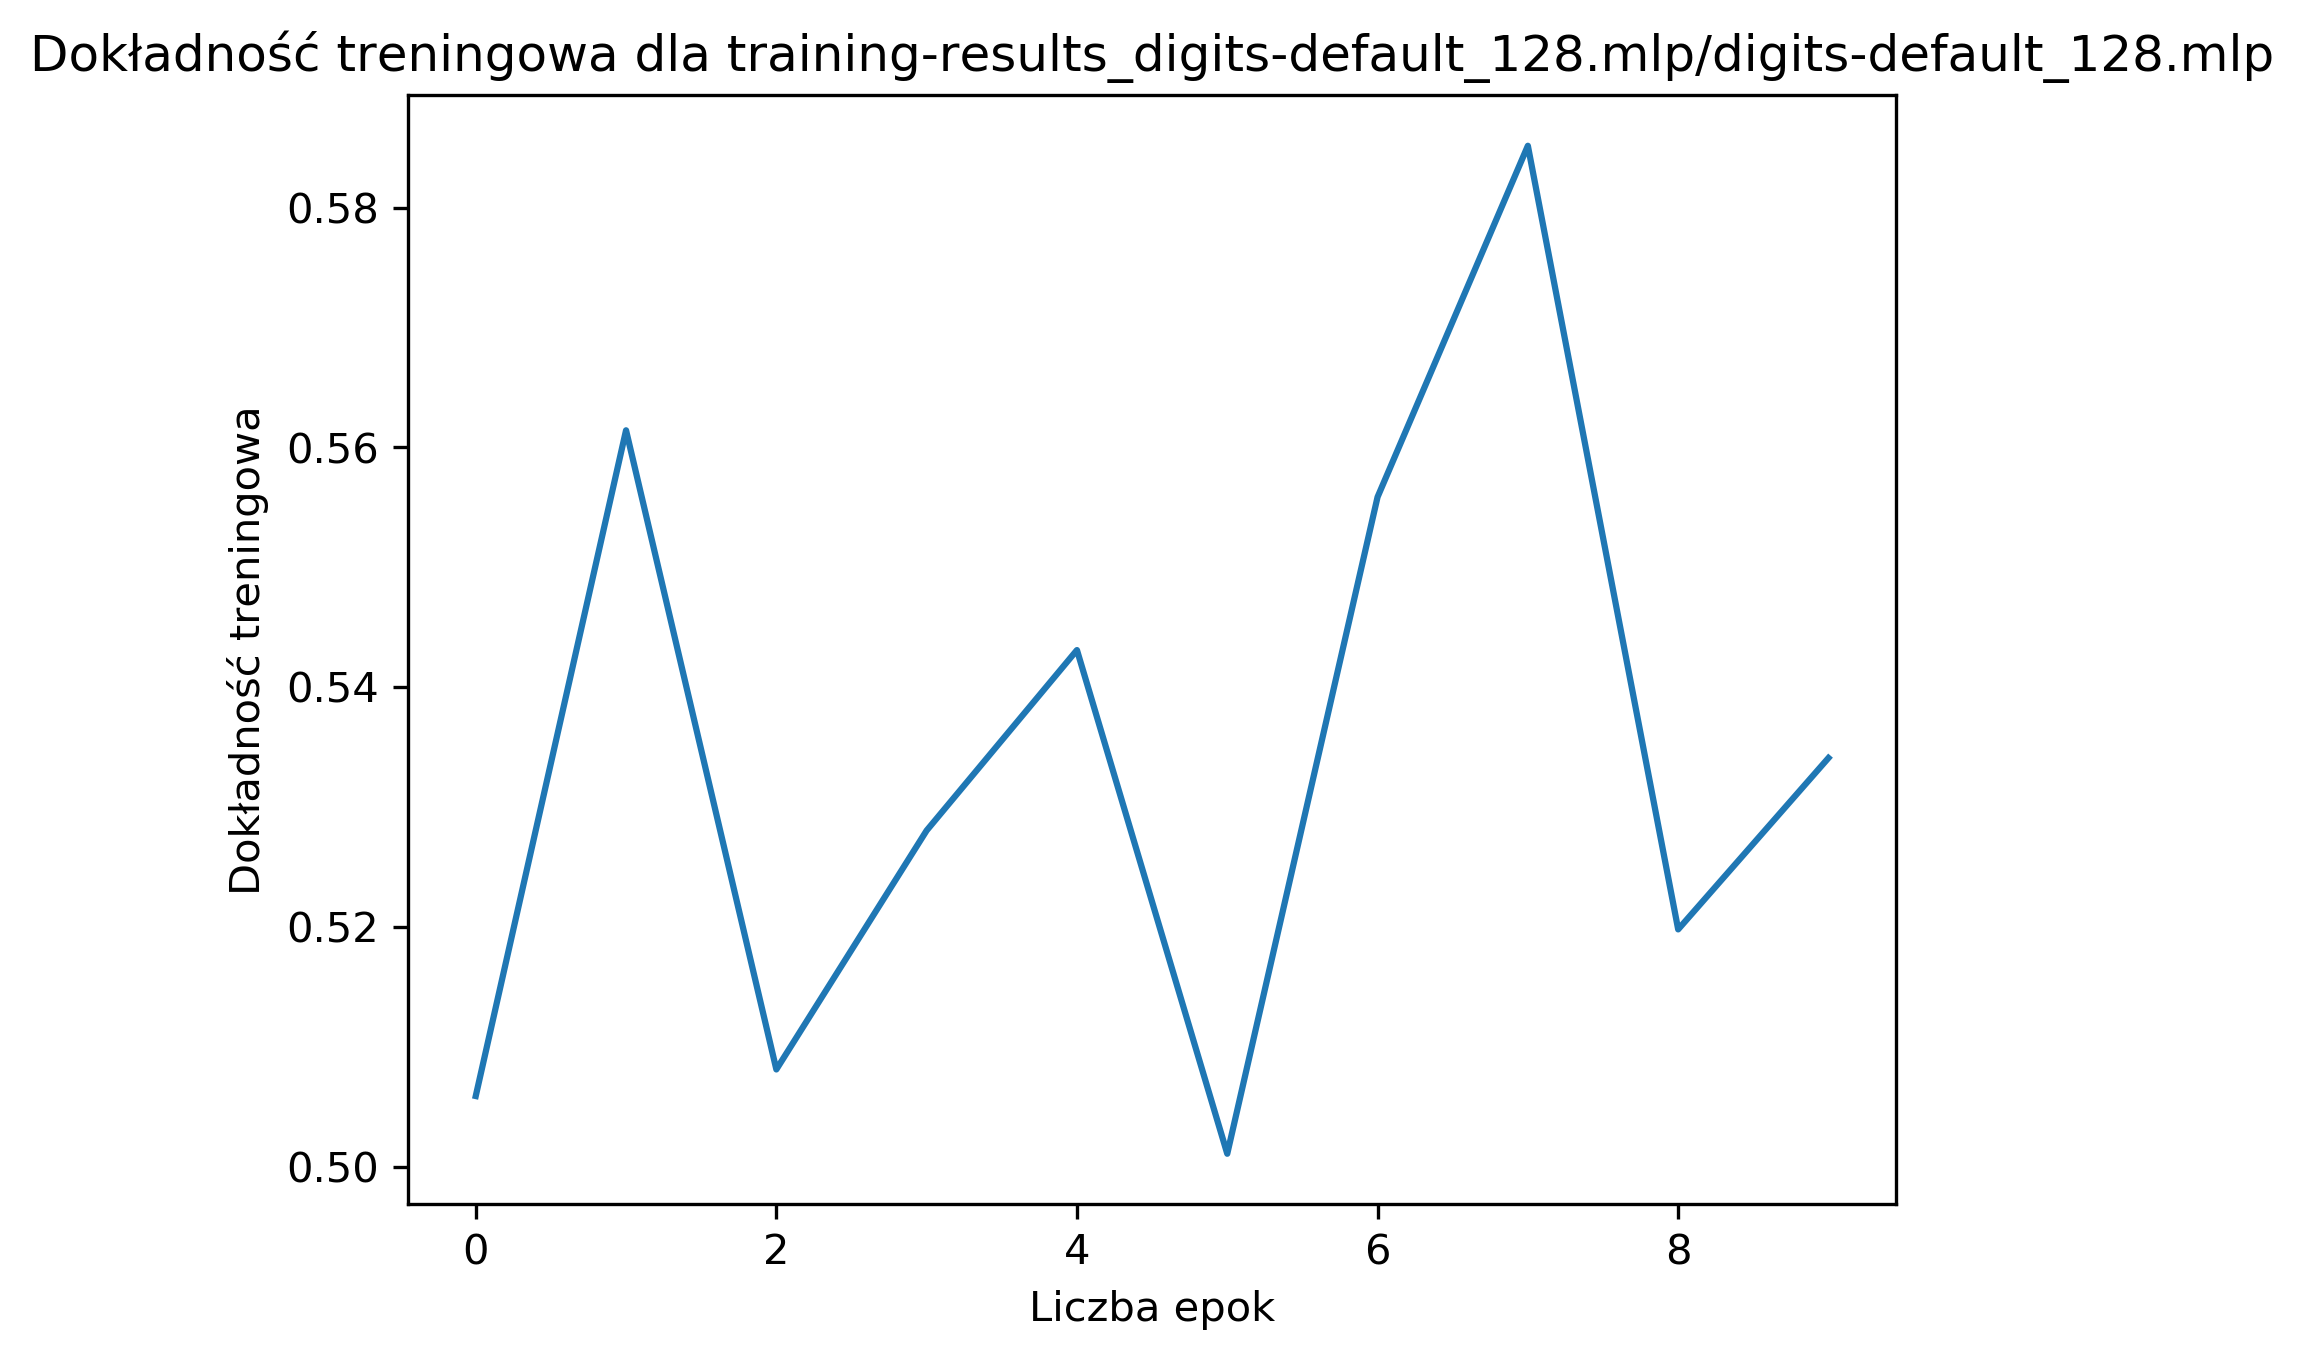 Dokładność treningowa dla training-results_digits-default_128.mlp/digits-default_128.mlp
Dokładność treningowa
0.58
0.56
0.54
0.52
0.50
0 2 4 6 8
Liczba epok